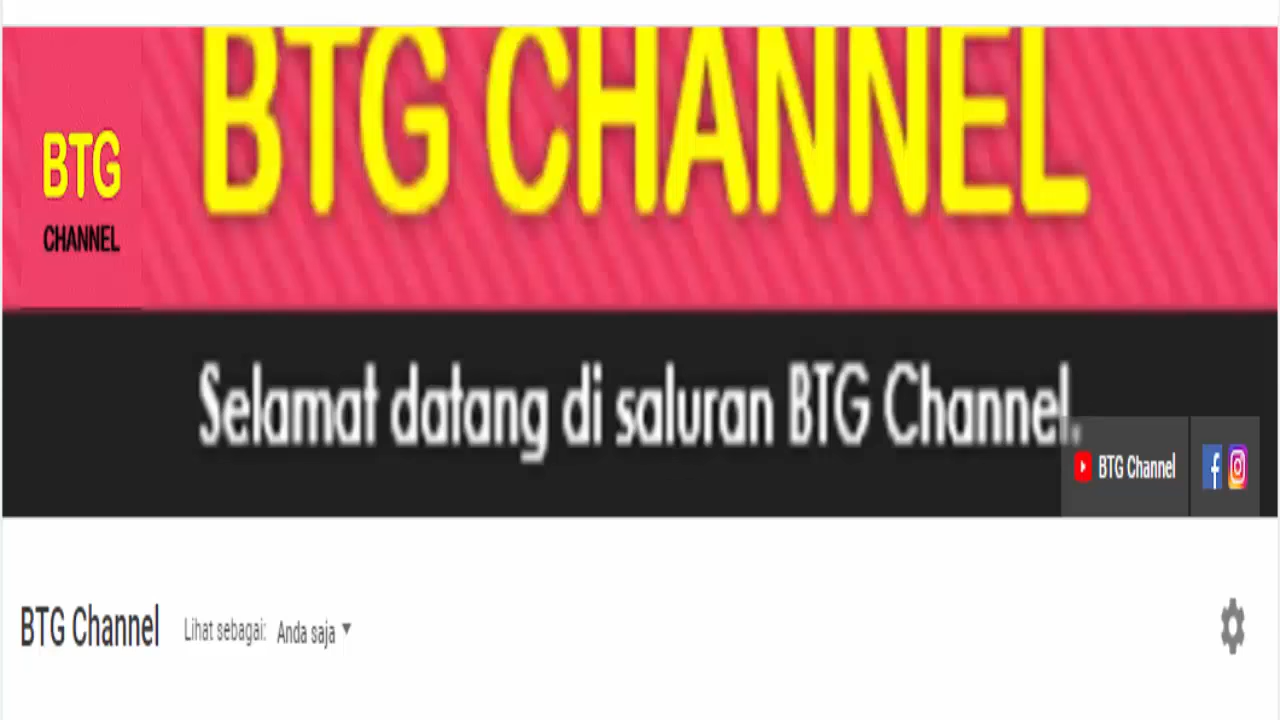 BTG CHANNEL
BTG
CHANNEL
Selamat datang di saluran BTG Channel.
BTG Channel
BTG Channel Lihat sebagai: Anda saja